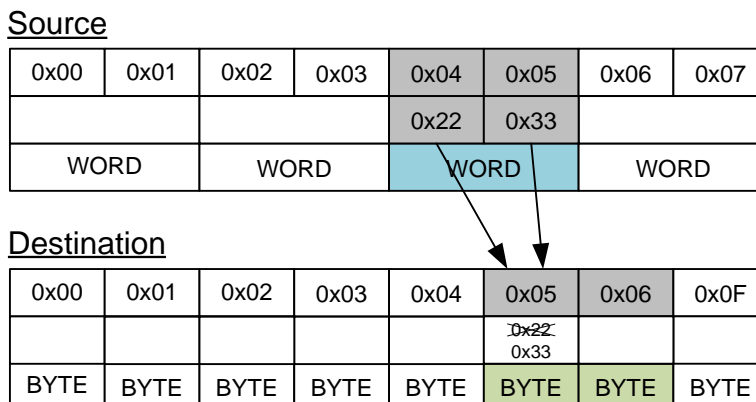 Source
0x00 0x01 0x02 0x03 0x04 0x05 0x06 0x07
0x22 0x33
WORD WORD WORD WORD
Destination
0x00 0x01 0x02 0x03 0x04 0x05 0x06 0x0F
0x22
0x33
BYTE BYTE BYTE BYTE BYTE BYTE BYTE BYTE